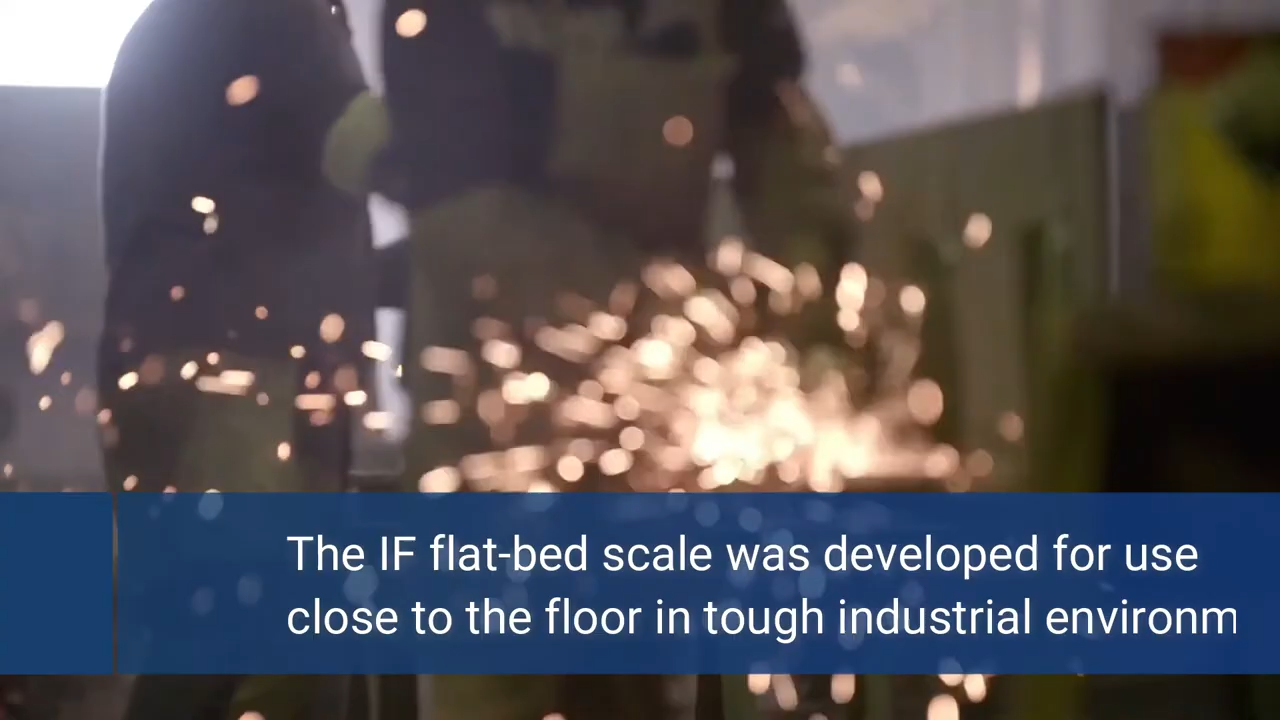 The IF flat-bed scale was developed for use
close to the floor in tough industrial environm